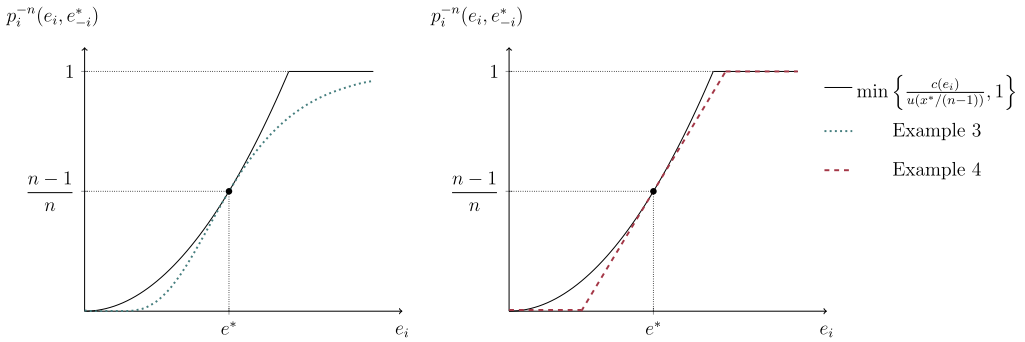 p_i^{-n}(e_i, e_{-i}^*)
1
n − 1
n
e*
e_i
p_i^{-n}(e_i, e_{-i}^*)
1
n − 1
n
e*
e_i
min { c(e_i) / u(x*/(n−1)), 1 }
Example 3
Example 4